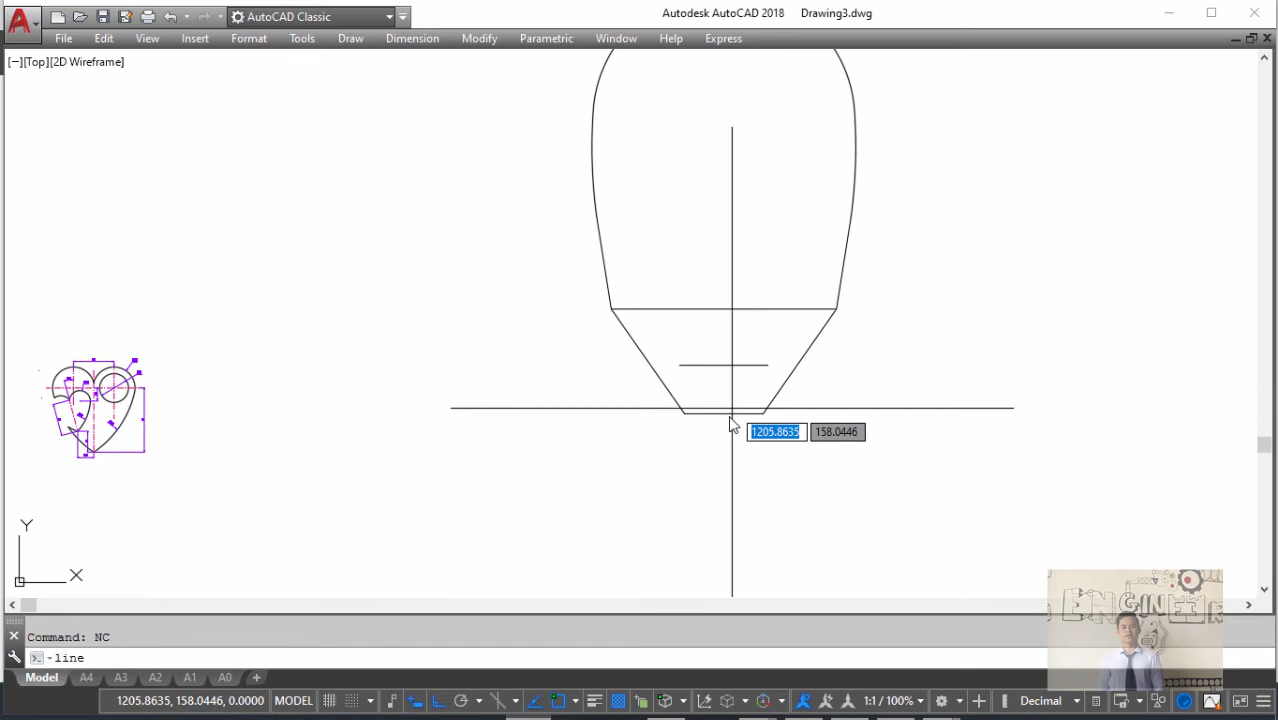 AutoCAD Classic
Autodesk AutoCAD 2018 Drawing3.dwg
File Edit View Insert Format Tools Draw Dimension Modify Parametric Window Help Express
[−][Top][2D Wireframe]
1205.8635 158.0446
Y
X
ENGIN
Command: NC
line
Model A4 A3 A2 A1 A0
1205.8635, 158.0446, 0.0000 MODEL 1:1 / 100% Decimal